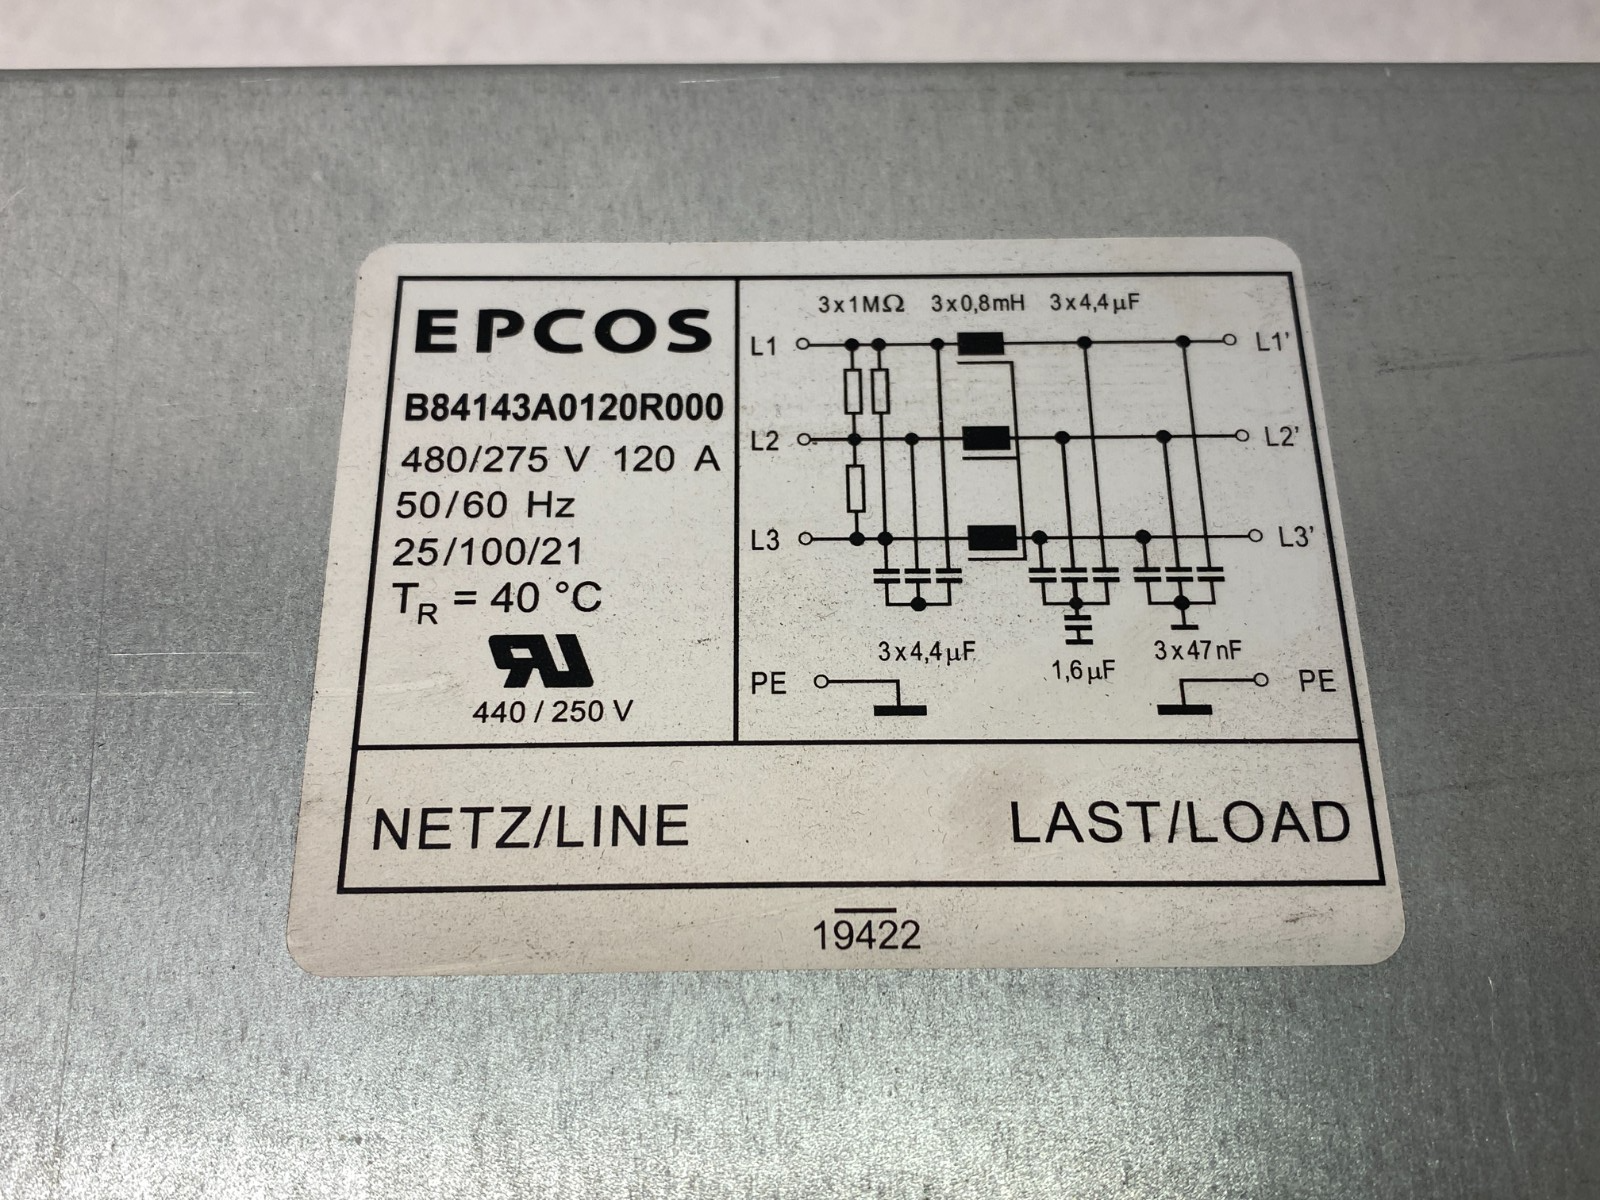 EPCOS
B84143A0120R000
480/275 V 120 A
50/60 Hz
25/100/21
TR = 40 °C
RU
440 / 250 V
3x1MΩ 3x0,8mH 3x4,4µF
L1 L1'
L2 L2'
L3 L3'
3x4,4µF 1,6µF 3x47nF
PE PE
NETZ/LINE LAST/LOAD
19422